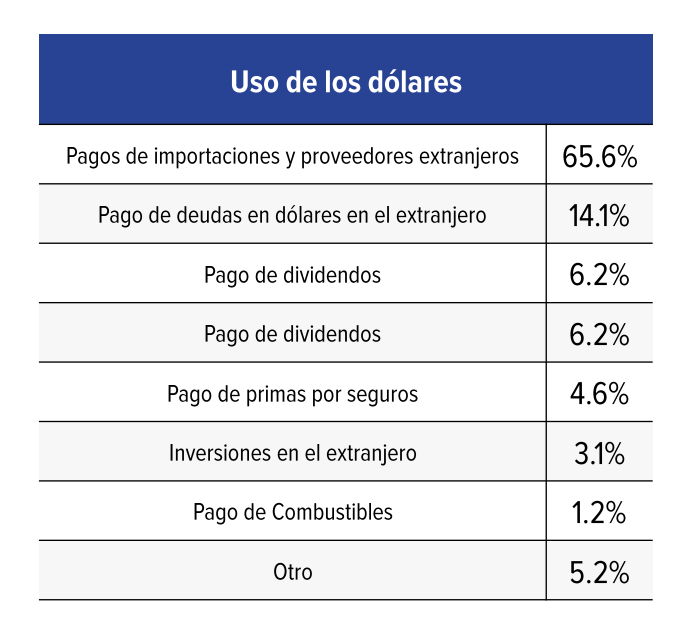 Uso de los dólares
Pagos de importaciones y proveedores extranjeros 65.6%
Pago de deudas en dólares en el extranjero 14.1%
Pago de dividendos 6.2%
Pago de dividendos 6.2%
Pago de primas por seguros 4.6%
Inversiones en el extranjero 3.1%
Pago de Combustibles 1.2%
Otro 5.2%